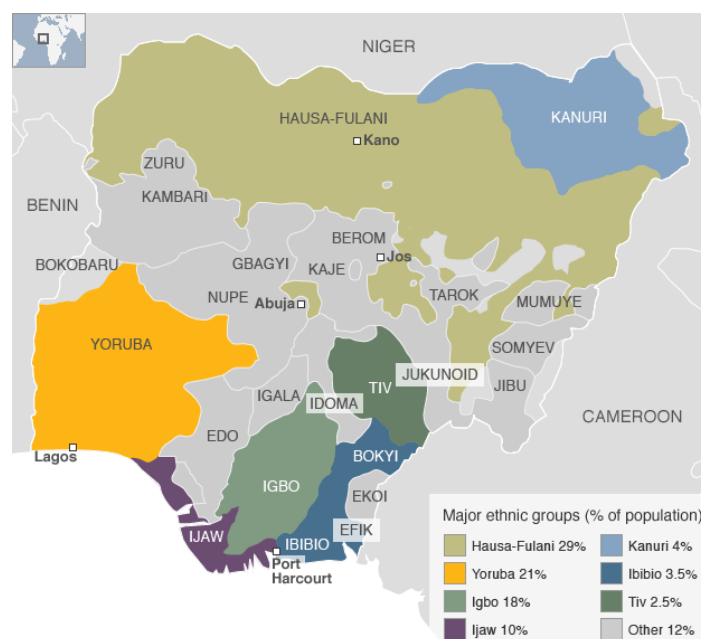 NIGER
KANURI
HAUSA-FULANI
Kano
ZURU
KAMBARI
BENIN
BEROM
BOKOBARU
GBAGYI
KAJE
Jos
NUPE
Abuja
TAROK
MUMUYE
YORUBA
SOMYEV
JUKUNOID
TIV
JIBU
IGALA
IDOMA
CAMEROON
EDO
Lagos
BOKYI
IGBO
EKOI
EFIK
IJAW
IBIBIO
Port
Harcourt
Major ethnic groups (% of population)
Hausa-Fulani 29%
Kanuri 4%
Yoruba 21%
Ibibio 3.5%
Igbo 18%
Tiv 2.5%
Ijaw 10%
Other 12%